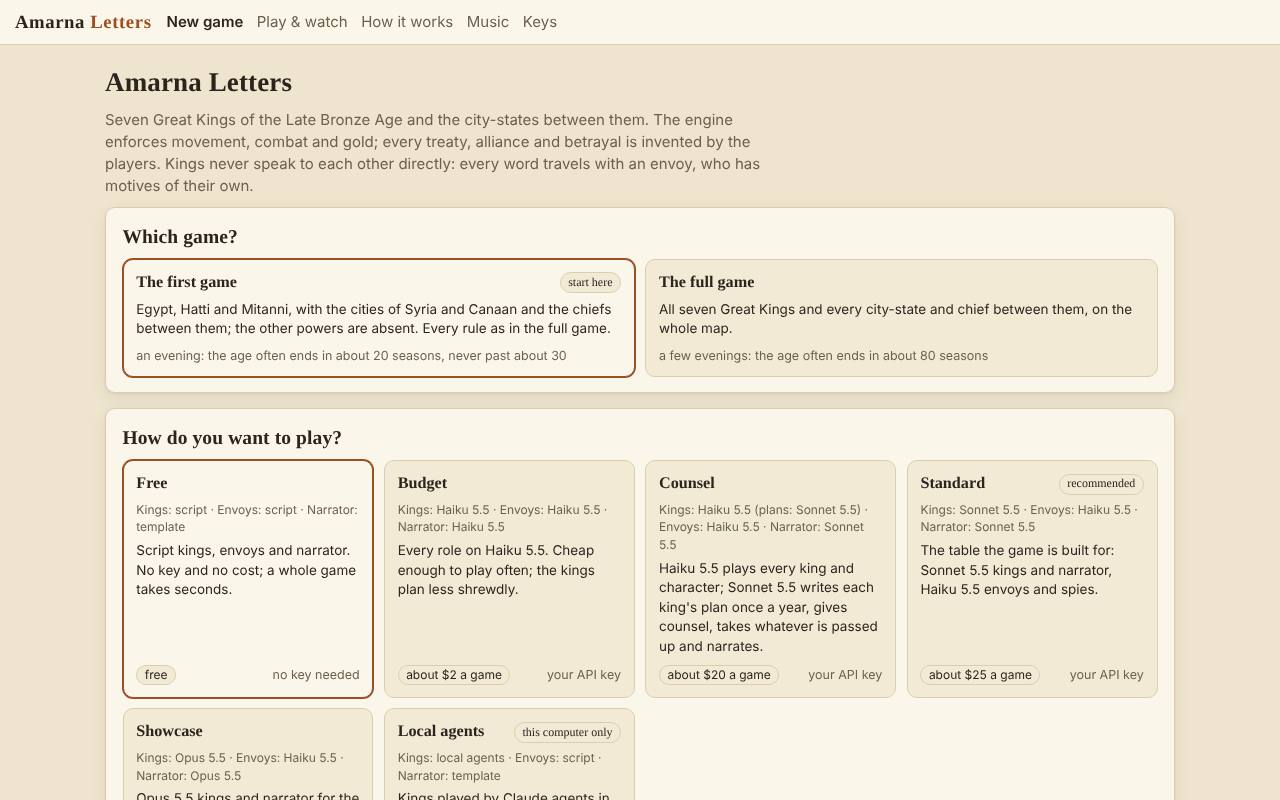 Amarna Letters New game Play & watch How it works Music Keys
Amarna Letters
Seven Great Kings of the Late Bronze Age and the city-states between them. The engine
enforces movement, combat and gold; every treaty, alliance and betrayal is invented by the
players. Kings never speak to each other directly: every word travels with an envoy, who has
motives of their own.
Which game?
The first game start here
Egypt, Hatti and Mitanni, with the cities of Syria and Canaan and the chiefs
between them; the other powers are absent. Every rule as in the full game.
an evening: the age often ends in about 20 seasons, never past about 30
The full game
All seven Great Kings and every city-state and chief between them, on the
whole map.
a few evenings: the age often ends in about 80 seasons
How do you want to play?
Free
Kings: script · Envoys: script · Narrator:
template
Script kings, envoys and narrator.
No key and no cost; a whole game
takes seconds.
free no key needed
Budget
Kings: Haiku 5.5 · Envoys: Haiku 5.5 ·
Narrator: Haiku 5.5
Every role on Haiku 5.5. Cheap
enough to play often; the kings
plan less shrewdly.
about $2 a game your API key
Counsel
Kings: Haiku 5.5 (plans: Sonnet 5.5) ·
Envoys: Haiku 5.5 · Narrator: Sonnet
5.5
Haiku 5.5 plays every king and
character; Sonnet 5.5 writes each
king's plan once a year, gives
counsel, takes whatever is passed
up and narrates.
about $20 a game your API key
Standard recommended
Kings: Sonnet 5.5 · Envoys: Haiku 5.5 ·
Narrator: Sonnet 5.5
The table the game is built for:
Sonnet 5.5 kings and narrator,
Haiku 5.5 envoys and spies.
about $25 a game your API key
Showcase
Kings: Opus 5.5 · Envoys: Haiku 5.5 ·
Narrator: Opus 5.5
Opus 5.5 kings and narrator for the
Local agents this computer only
Kings: local agents · Envoys: script ·
Narrator: template
Kings played by Claude agents in